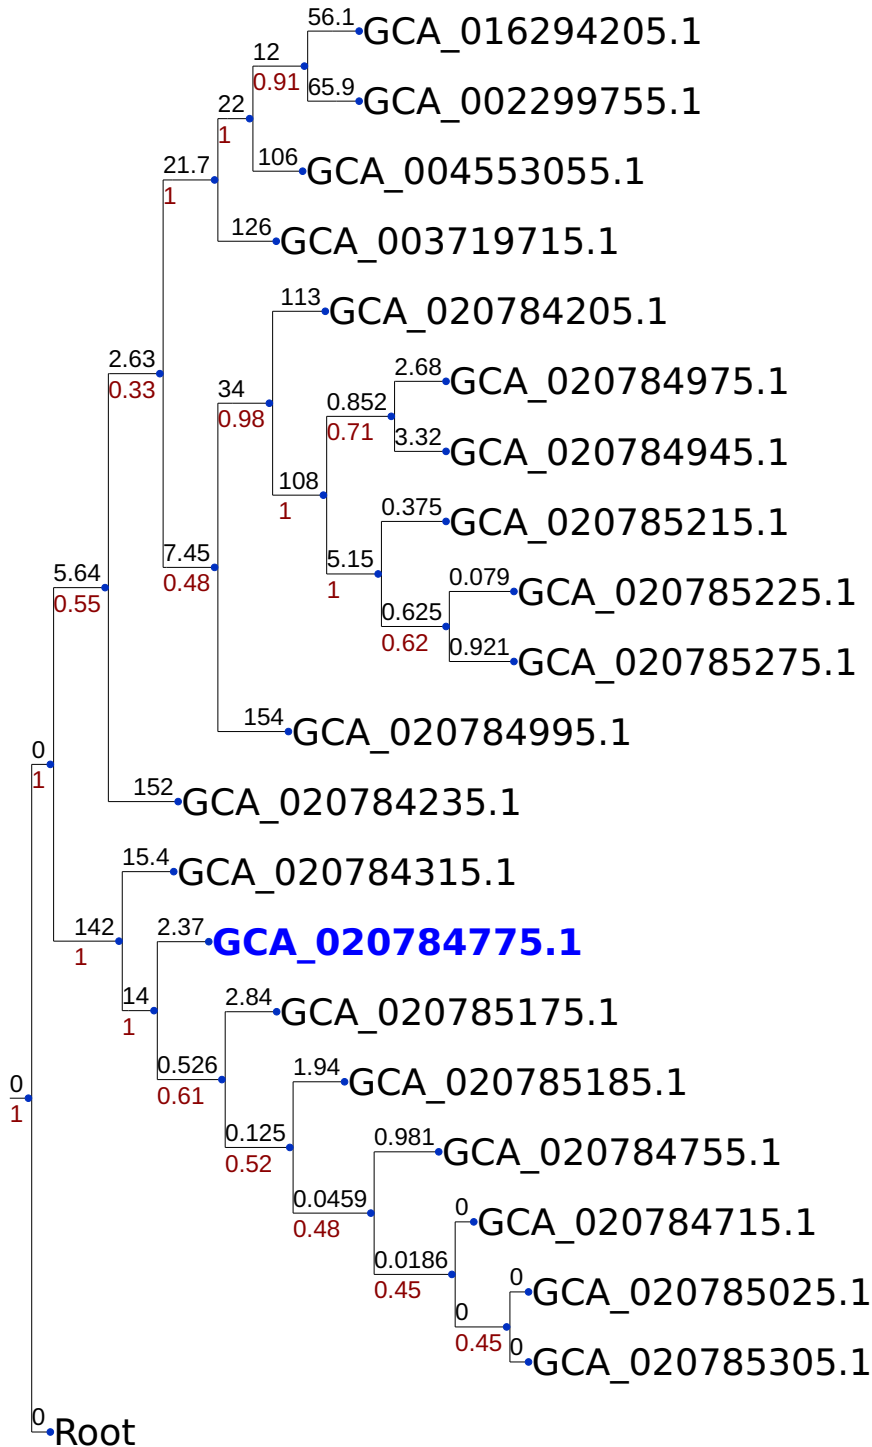 56.1
GCA_016294205.1
12
0.91
65.9
GCA_002299755.1
22
1
106
GCA_004553055.1
21.7
1
126
GCA_003719715.1
113
GCA_020784205.1
2.63
0.33
2.68
GCA_020784975.1
34
0.98
0.852
0.71
3.32
GCA_020784945.1
108
1
0.375
GCA_020785215.1
7.45
0.48
5.15
1
0.079
GCA_020785225.1
5.64
0.55
0.625
0.62
0.921
GCA_020785275.1
154
GCA_020784995.1
0
1
152
GCA_020784235.1
15.4
GCA_020784315.1
142
1
2.37
GCA_020784775.1
14
1
2.84
GCA_020785175.1
0.526
0.61
1.94
GCA_020785185.1
0
1
0.125
0.52
0.981
GCA_020784755.1
0.0459
0.48
0
GCA_020784715.1
0.0186
0.45
0
GCA_020785025.1
0
0.45
0
GCA_020785305.1
0
Root